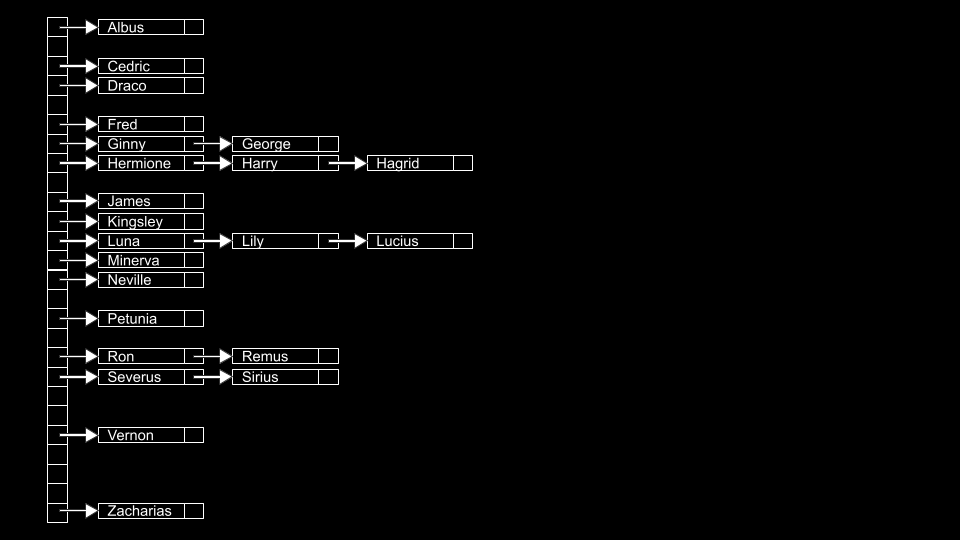 Albus
Cedric
Draco
Fred
Ginny George
Hermione Harry Hagrid
James
Kingsley
Luna Lily Lucius
Minerva
Neville
Petunia
Ron Remus
Severus Sirius
Vernon
Zacharias